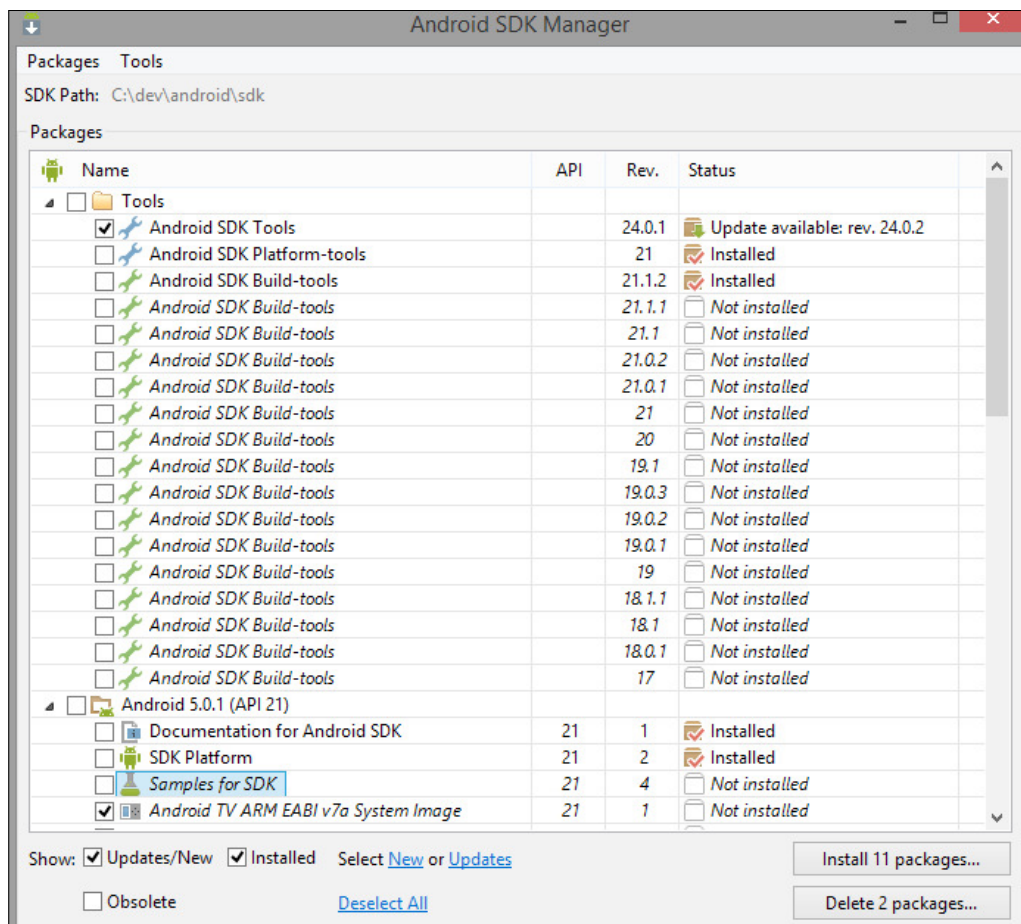 Android SDK Manager
Packages Tools
SDK Path: C:\dev\android\sdk
Packages
Name API Rev. Status
Tools
Android SDK Tools 24.0.1 Update available: rev. 24.0.2
Android SDK Platform-tools 21 Installed
Android SDK Build-tools 21.1.2 Installed
Android SDK Build-tools 21.1.1 Not installed
Android SDK Build-tools 21.1 Not installed
Android SDK Build-tools 21.0.2 Not installed
Android SDK Build-tools 21.0.1 Not installed
Android SDK Build-tools 21 Not installed
Android SDK Build-tools 20 Not installed
Android SDK Build-tools 19.1 Not installed
Android SDK Build-tools 19.0.3 Not installed
Android SDK Build-tools 19.0.2 Not installed
Android SDK Build-tools 19.0.1 Not installed
Android SDK Build-tools 19 Not installed
Android SDK Build-tools 18.1.1 Not installed
Android SDK Build-tools 18.1 Not installed
Android SDK Build-tools 18.0.1 Not installed
Android SDK Build-tools 17 Not installed
Android 5.0.1 (API 21)
Documentation for Android SDK 21 1 Installed
SDK Platform 21 2 Installed
Samples for SDK 21 4 Not installed
Android TV ARM EABI v7a System Image 21 1 Not installed
Show: Updates/New Installed Select New or Updates Install 11 packages...
Obsolete Deselect All Delete 2 packages...